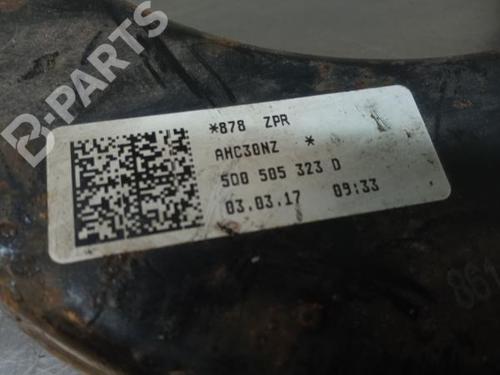 B-PARTS
*878 ZPR
AMC30NZ *
5Q0 505 323 D
03.03.17 09:33